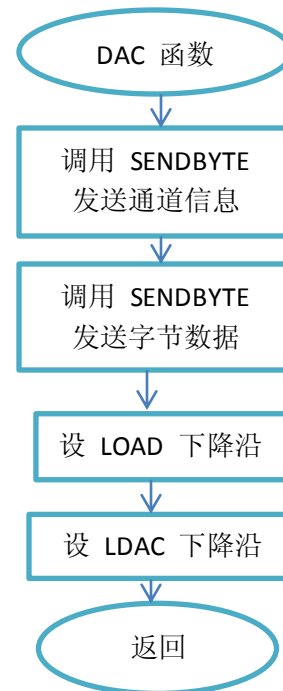 DAC 函数
调用 SENDBYTE
发送通道信息
调用 SENDBYTE
发送字节数据
设 LOAD 下降沿
设 LDAC 下降沿
返回